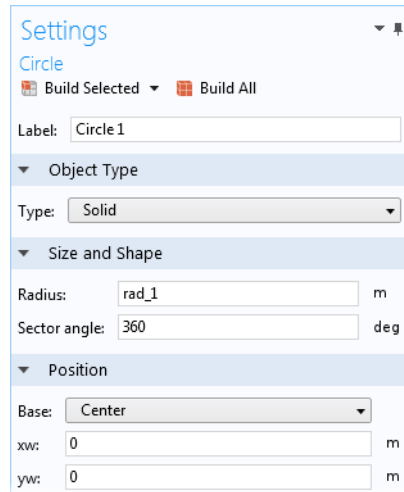 Settings
Circle
Build Selected Build All
Label: Circle 1
Object Type
Type: Solid
Size and Shape
Radius: rad_1 m
Sector angle: 360 deg
Position
Base: Center
xw: 0 m
yw: 0 m